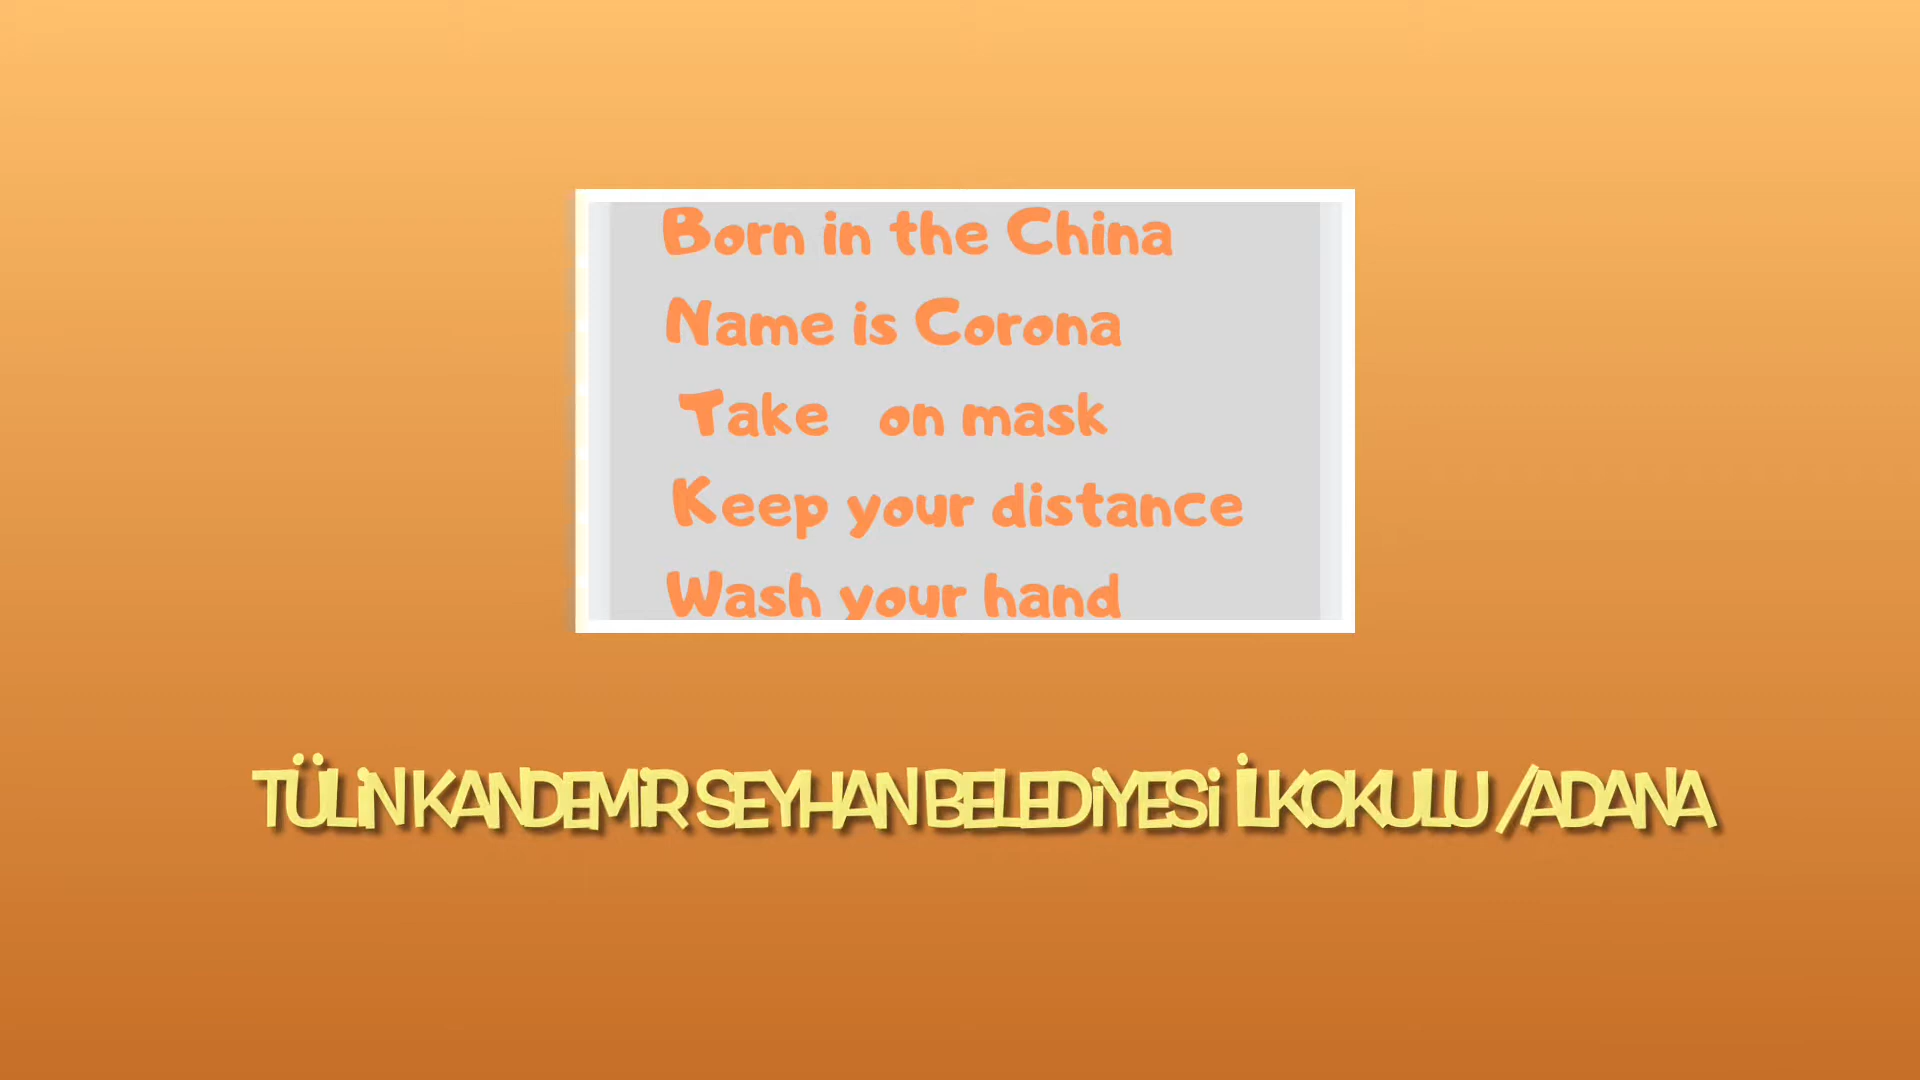 Born in the China
Name is Corona
Take on mask
Keep your distance
Wash your hand
TÜLİN KANDEMİR SEYHAN BELEDİYESİ İLKOKULU /ADANA